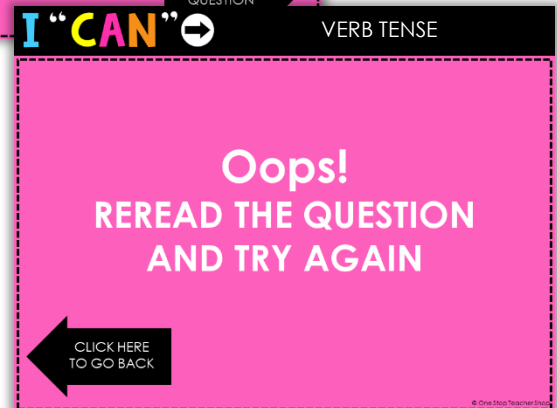 QUESTION
I “CAN” VERB TENSE
Oops!
REREAD THE QUESTION
AND TRY AGAIN
CLICK HERE
TO GO BACK
© One Stop Teacher Shop